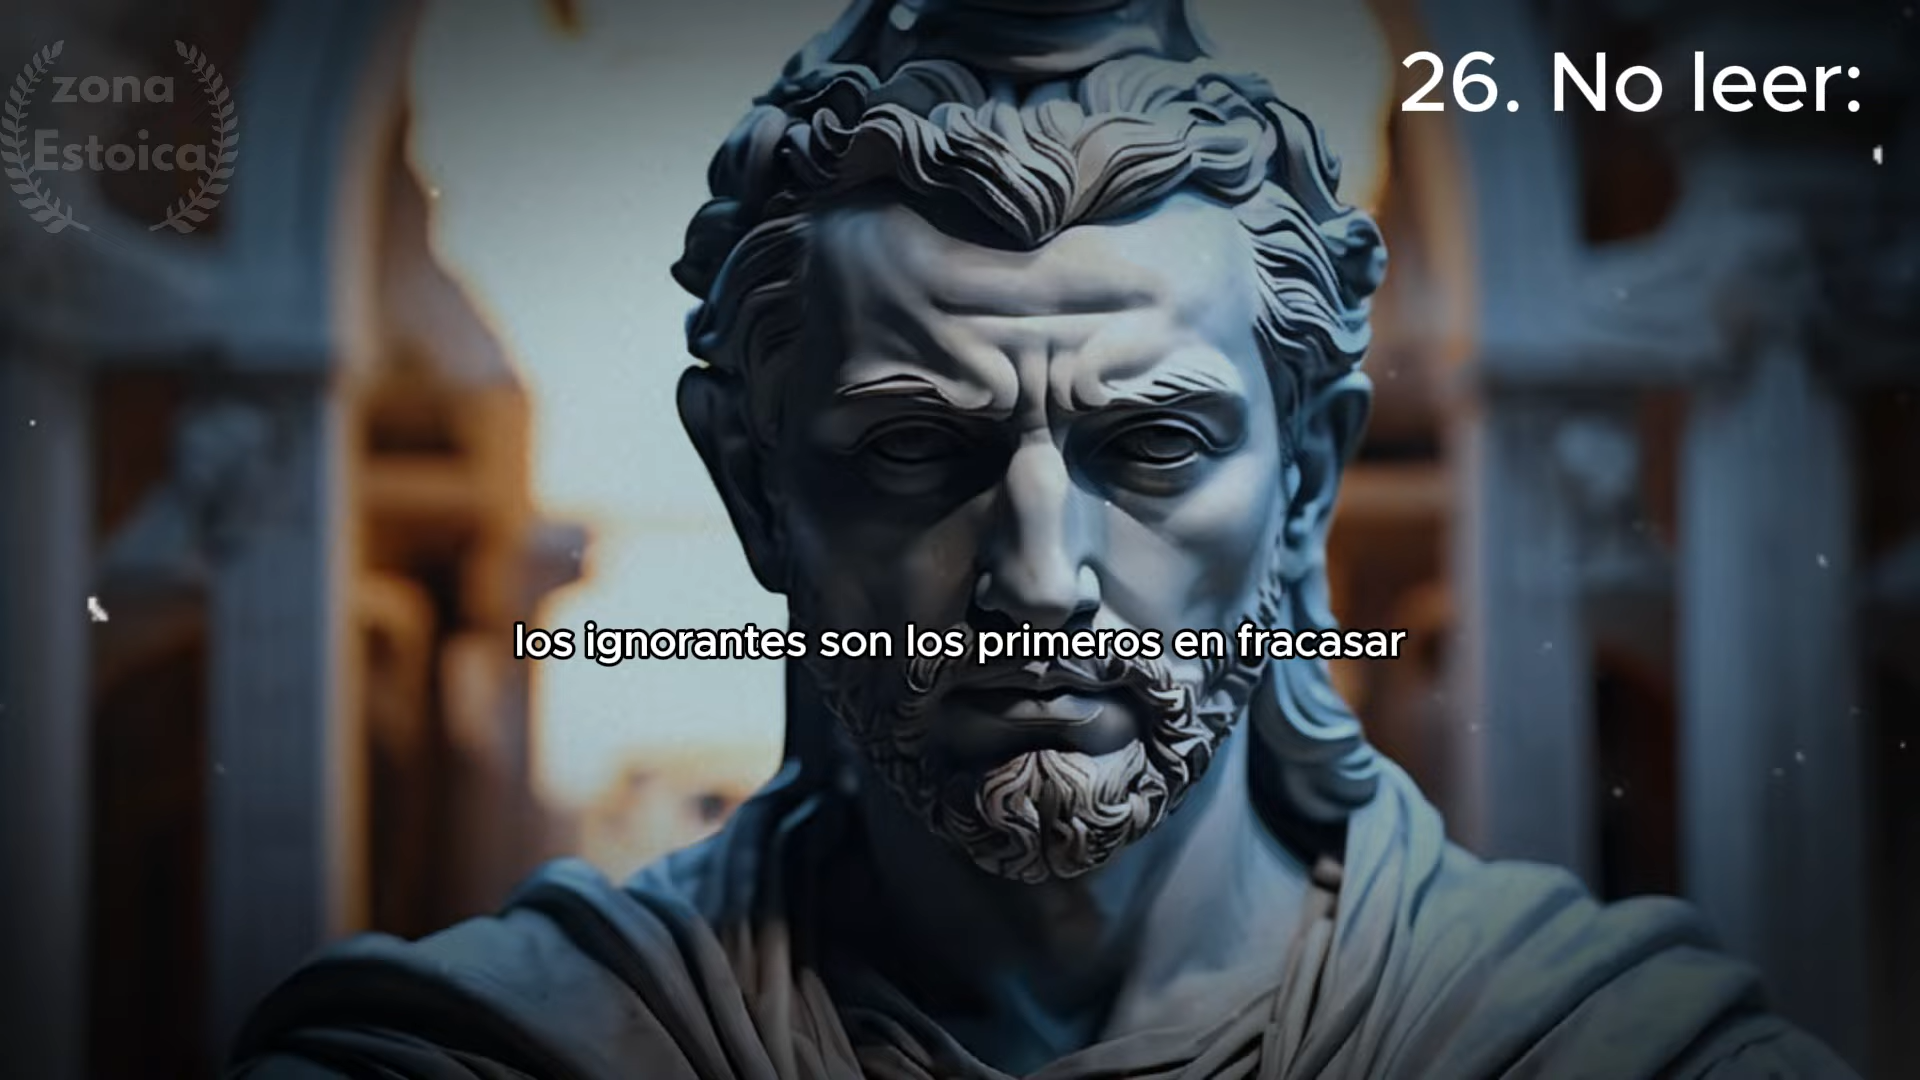 zona
Estoica
26. No leer:
los ignorantes son los primeros en fracasar